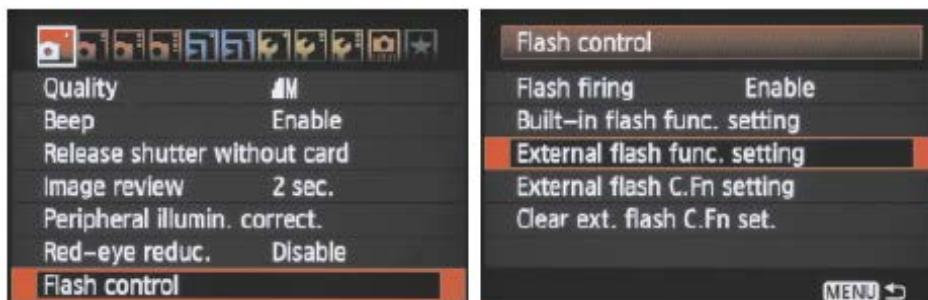 Quality M
Beep Enable
Release shutter without card
Image review 2 sec.
Peripheral illumin. correct.
Red-eye reduc. Disable
Flash control
Flash control
Flash firing Enable
Built-in flash func. setting
External flash func. setting
External flash C.Fn setting
Clear ext. flash C.Fn set.
MENU